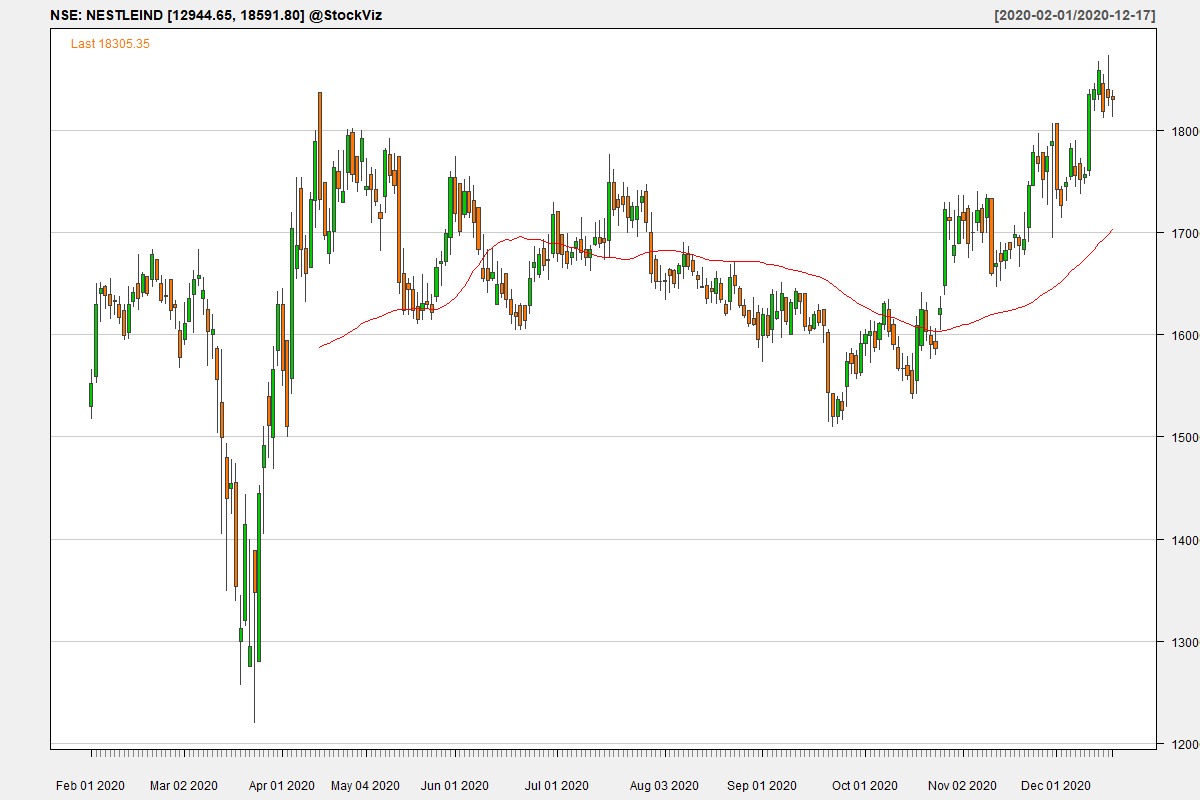 NSE: NESTLEIND [12944.65, 18591.80] @StockViz [2020-02-01/2020-12-17]
Last 18305.35
1800
1700
1600
1500
1400
1300
1200
Feb 01 2020 Mar 02 2020 Apr 01 2020 May 04 2020 Jun 01 2020 Jul 01 2020 Aug 03 2020 Sep 01 2020 Oct 01 2020 Nov 02 2020 Dec 01 2020